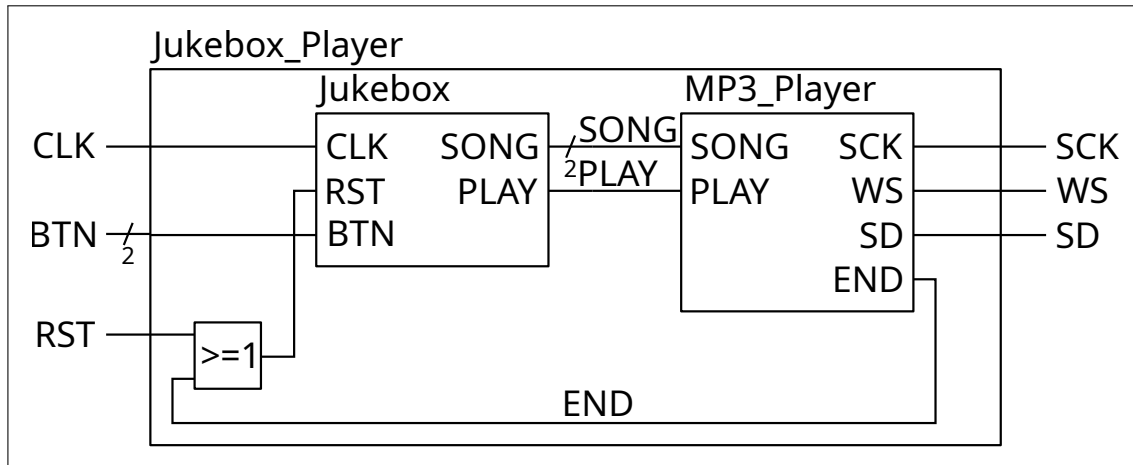 Jukebox_Player
Jukebox MP3_Player
CLK CLK SONG 2 SONG SONG SCK SCK
RST PLAY PLAY PLAY WS WS
BTN 2 BTN SD SD
END
RST >=1
END